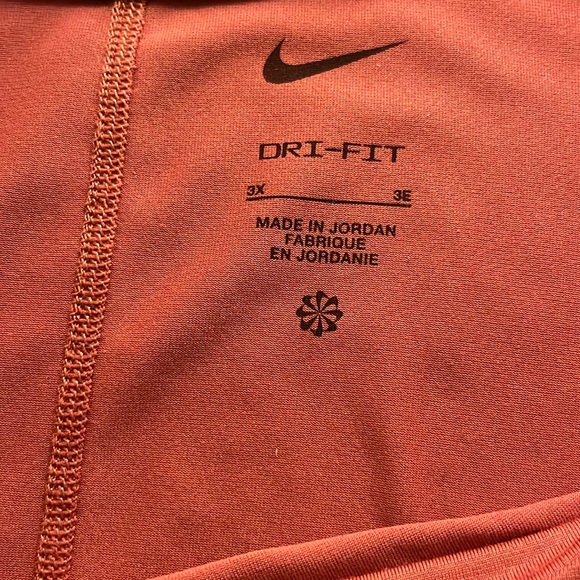 DRI-FIT
3X 3E
MADE IN JORDAN
FABRIQUE
EN JORDANIE